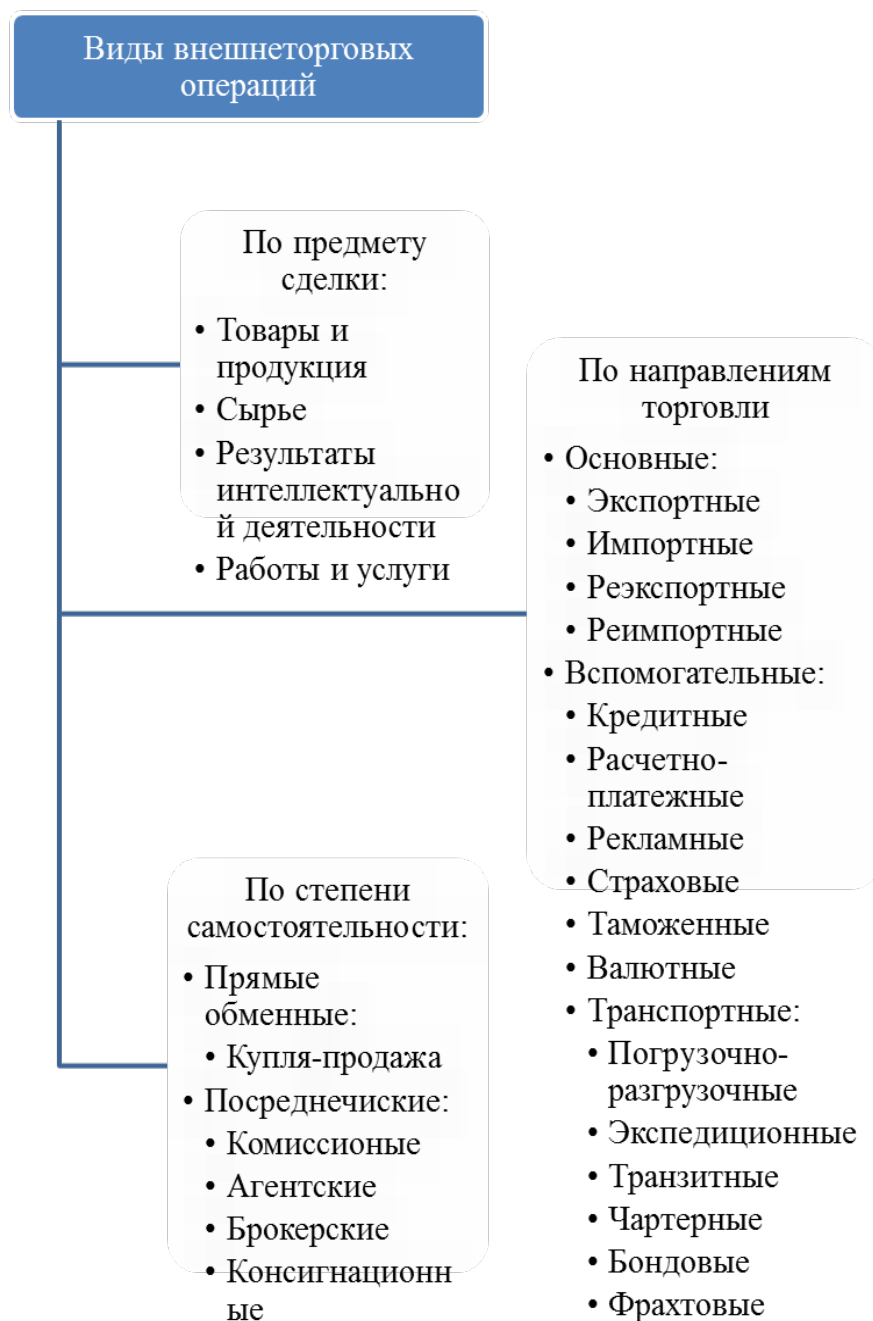 Виды внешнеторговых
операций
По предмету
сделки:
• Товары и
продукция
• Сырье
• Результаты
интеллектуально
й деятельности
• Работы и услуги
По направлениям
торговли
• Основные:
• Экспортные
• Импортные
• Реэкспортные
• Реимпортные
• Вспомогательные:
• Кредитные
• Расчетно-
платежные
• Рекламные
• Страховые
• Таможенные
• Валютные
• Транспортные:
• Погрузочно-
разгрузочные
• Экспедиционные
• Транзитные
• Чартерные
• Бондовые
• Фрахтовые
По степени
самостоятельности:
• Прямые
обменные:
• Купля-продажа
• Посреднечиские:
• Комиссионые
• Агентские
• Брокерские
• Консигнационн
ые